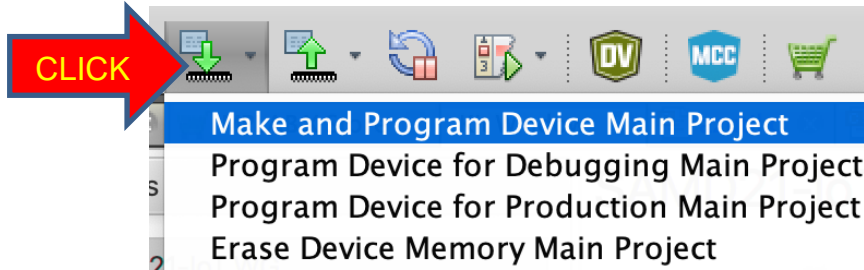 CLICK
DV
MCC
Make and Program Device Main Project
Program Device for Debugging Main Project
Program Device for Production Main Project
Erase Device Memory Main Project